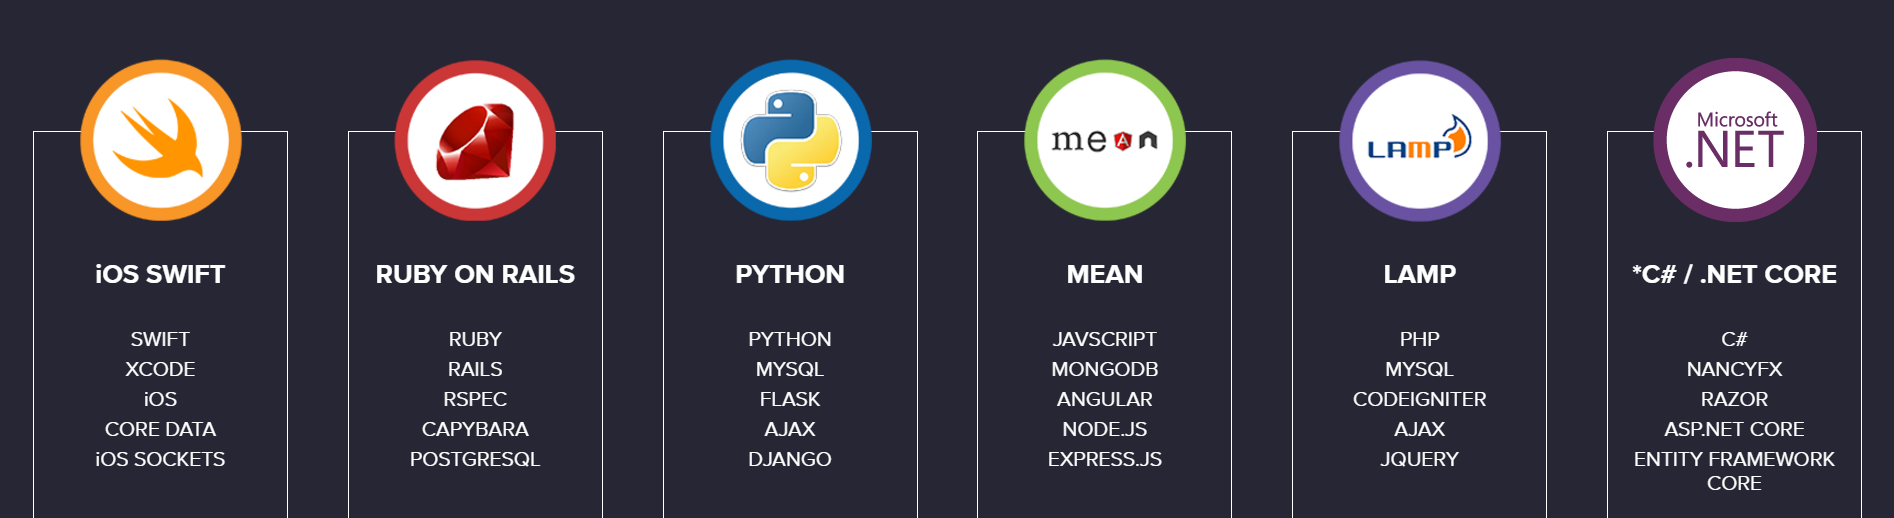 mean
LAMP
Microsoft
.NET
iOS SWIFT
SWIFT
XCODE
iOS
CORE DATA
iOS SOCKETS
RUBY ON RAILS
RUBY
RAILS
RSPEC
CAPYBARA
POSTGRESQL
PYTHON
PYTHON
MYSQL
FLASK
AJAX
DJANGO
MEAN
JAVSCRIPT
MONGODB
ANGULAR
NODE.JS
EXPRESS.JS
LAMP
PHP
MYSQL
CODEIGNITER
AJAX
JQUERY
*C# / .NET CORE
C#
NANCYFX
RAZOR
ASP.NET CORE
ENTITY FRAMEWORK
CORE